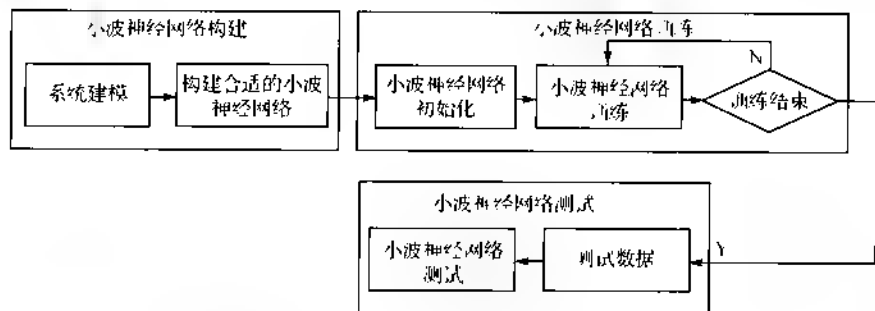 小波神经网络构建
系统建模
构建合适的小波
神经网络
小波神经网络训练
小波神经网络
初始化
小波神经网络
训练
N
训练结束
小波神经网络测试
小波神经网络
测试
测试数据
Y